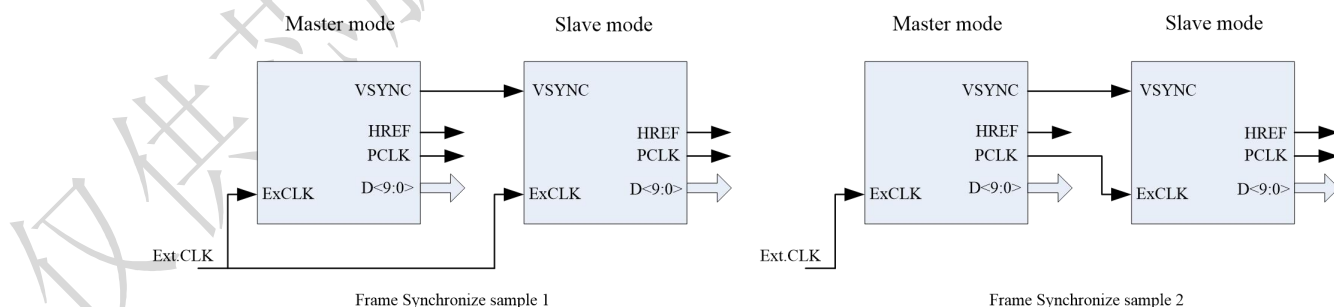 Master mode
Slave mode
VSYNC
HREF
PCLK
D<9:0>
ExCLK
VSYNC
HREF
PCLK
D<9:0>
ExCLK
Ext.CLK
Frame Synchronize sample 1
Master mode
Slave mode
VSYNC
HREF
PCLK
D<9:0>
ExCLK
VSYNC
HREF
PCLK
D<9:0>
ExCLK
Ext.CLK
Frame Synchronize sample 2
仅供